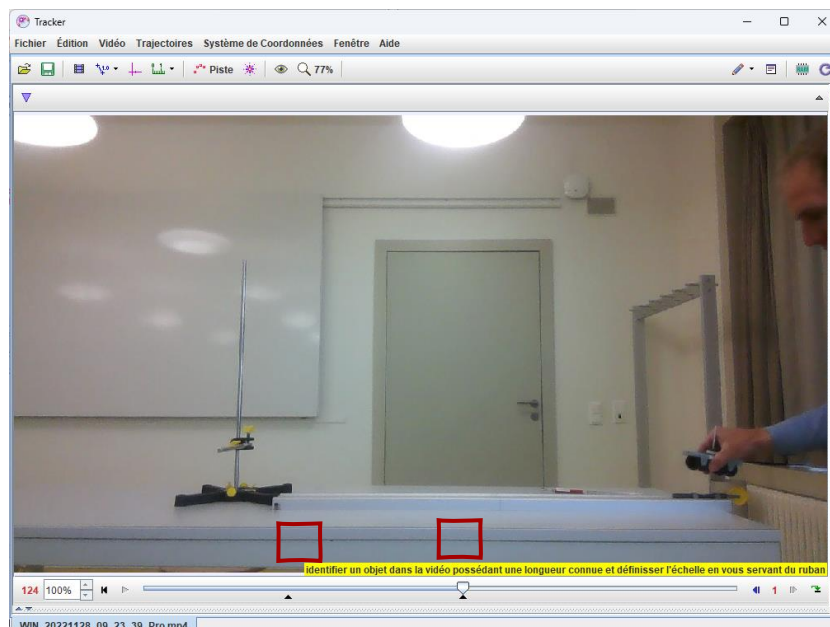 Tracker
Fichier Édition Vidéo Trajectoires Système de Coordonnées Fenêtre Aide
Piste 77%
identifier un objet dans la vidéo possédant une longueur connue et définisser l'échelle en vous servant du ruban
124 100% 1
WIN_20221128_09_23_39_Pro.mp4